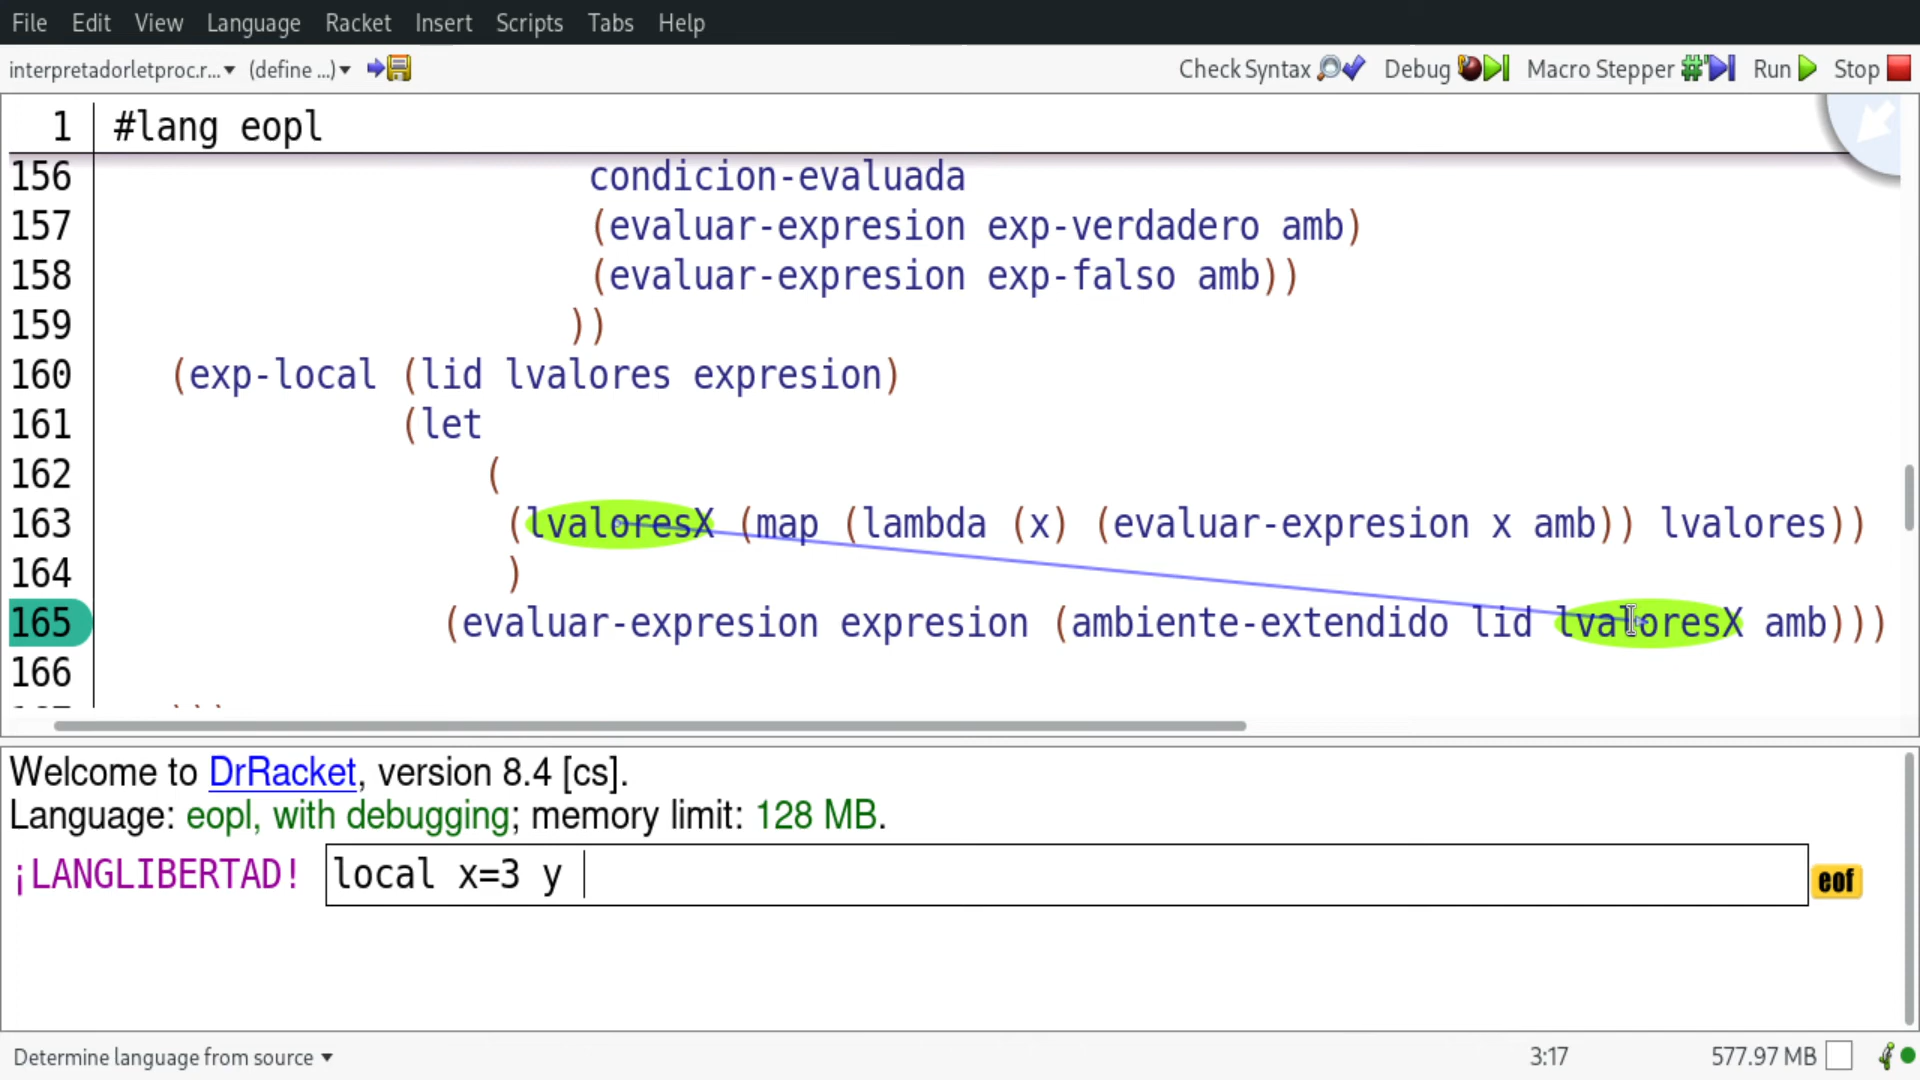 File Edit View Language Racket Insert Scripts Tabs Help
interpretadorletproc.r...▾ (define ...)▾ Check Syntax Debug Macro Stepper Run Stop
1 #lang eopl
156 condicion-evaluada
157 (evaluar-expresion exp-verdadero amb)
158 (evaluar-expresion exp-falso amb))
159 ))
160 (exp-local (lid lvalores expresion)
161 (let
162 (
163 (lvaloresX (map (lambda (x) (evaluar-expresion x amb)) lvalores))
164 )
165 (evaluar-expresion expresion (ambiente-extendido lid lvaloresX amb)))
166
)))
Welcome to DrRacket, version 8.4 [cs].
Language: eopl, with debugging; memory limit: 128 MB.
¡LANGLIBERTAD! local x=3 y eof
Determine language from source ▾ 3:17 577.97 MB